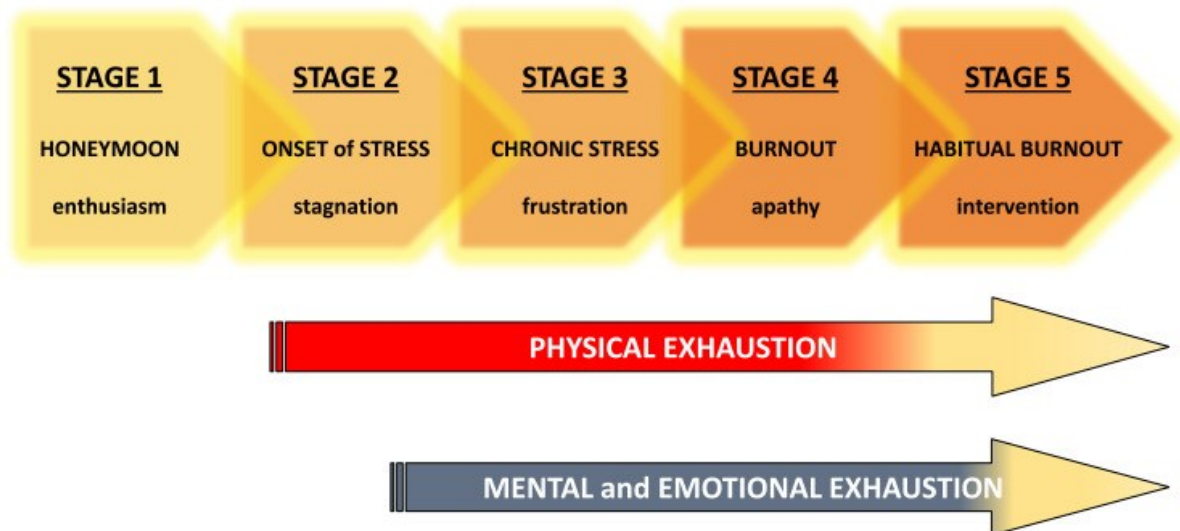 STAGE 1
HONEYMOON
enthusiasm
STAGE 2
ONSET of STRESS
stagnation
STAGE 3
CHRONIC STRESS
frustration
STAGE 4
BURNOUT
apathy
STAGE 5
HABITUAL BURNOUT
intervention
PHYSICAL EXHAUSTION
MENTAL and EMOTIONAL EXHAUSTION